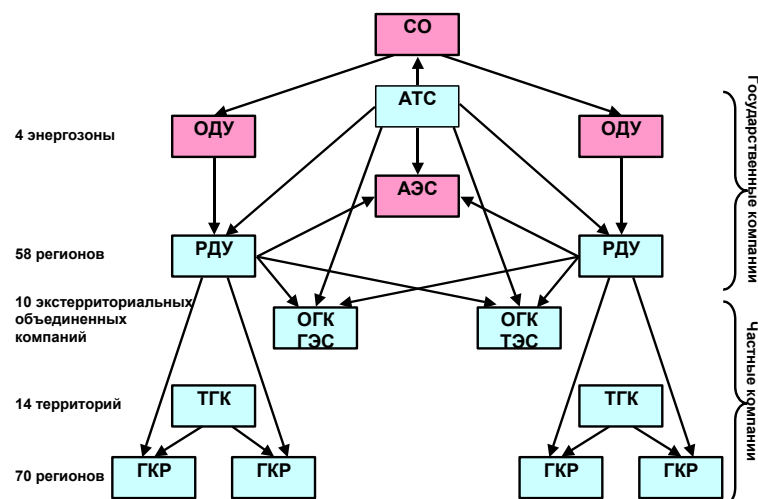 СО
АТС
4 энергозоны
ОДУ
ОДУ
АЭС
58 регионов
РДУ
РДУ
10 экстерриториальных
объединенных
компаний
ОГК
ГЭС
ОГК
ТЭС
14 территорий
ТГК
ТГК
70 регионов
ГКР
ГКР
ГКР
ГКР
Государственные компании
Частные компании